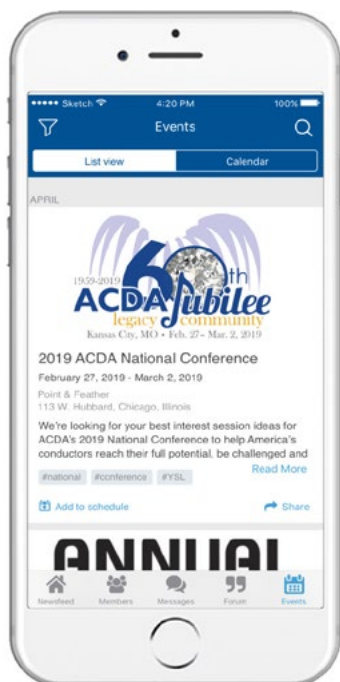 Sketch 4:20 PM 100%
Events
List view Calendar
APRIL
60th
1959-2019
ACDA Jubilee
legacy community
Kansas City, MO • Feb. 27 - Mar. 2, 2019
2019 ACDA National Conference
February 27, 2019 - March 2, 2019
Point & Feather
113 W. Hubbard, Chicago, Illinois
We're looking for your best interest session ideas for
ACDA's 2019 National Conference to help America's
conductors reach their full potential, be challenged and
Read More
#national #conference #YSL
Add to schedule Share
ANNUAL
Newsfeed Members Messages Forum Events